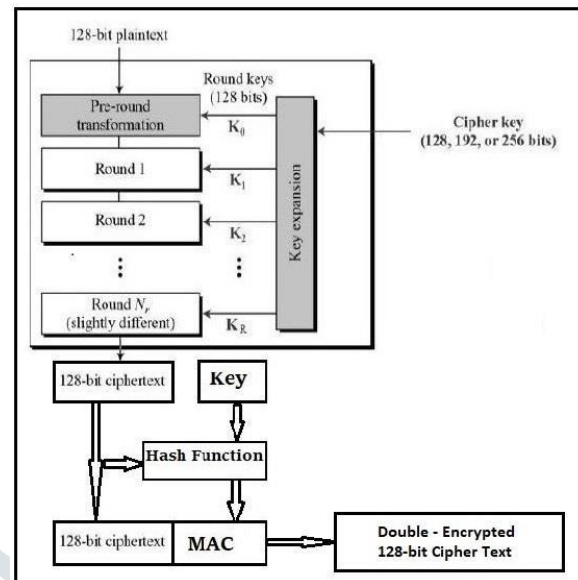 128-bit plaintext
Round keys
(128 bits)
Pre-round
transformation
K₀
Cipher key
(128, 192, or 256 bits)
Round 1
K₁
Key expansion
Round 2
K₂
Round Nᵣ
(slightly different)
K_R
128-bit ciphertext
Key
Hash Function
128-bit ciphertext
MAC
Double - Encrypted
128-bit Cipher Text